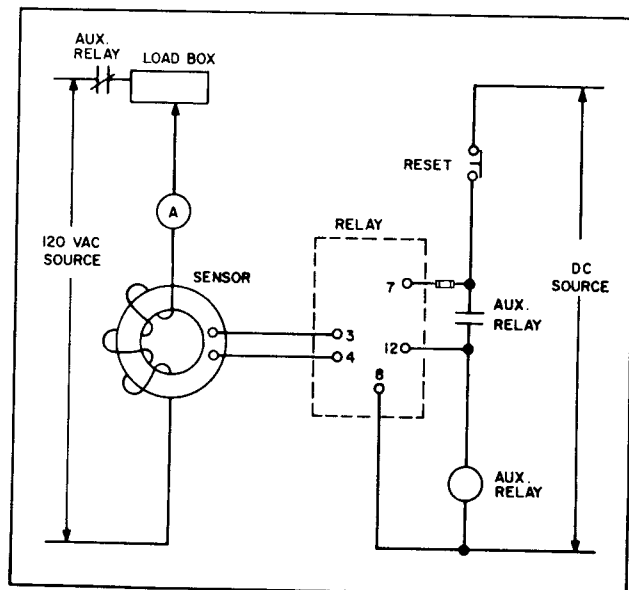 AUX.
RELAY
LOAD BOX
RESET
A
RELAY
120 VAC
SOURCE
SENSOR
DC
SOURCE
7
AUX.
RELAY
3
4
12
8
AUX.
RELAY